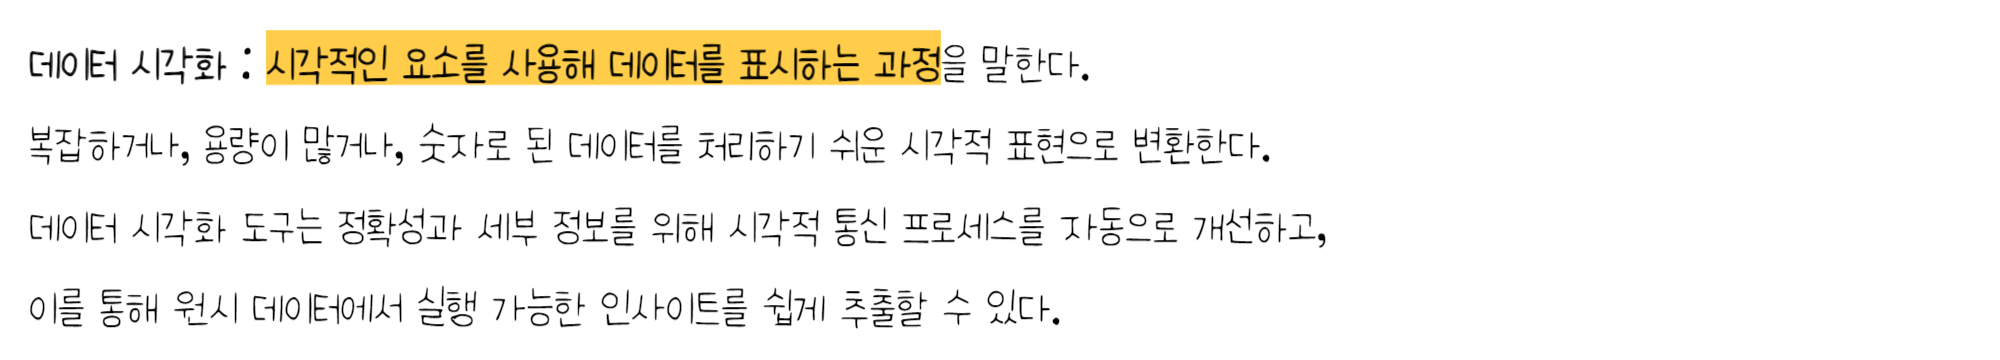 데이터 시각화 : 시각적인 요소를 사용해 데이터를 표시하는 과정을 말한다.
복잡하거나, 용량이 많거나, 숫자로 된 데이터를 처리하기 쉬운 시각적 표현으로 변환한다.
데이터 시각화 도구는 정확성과 세부 정보를 위해 시각적 통신 프로세스를 자동으로 개선하고,
이를 통해 원시 데이터에서 실행 가능한 인사이트를 쉽게 추출할 수 있다.